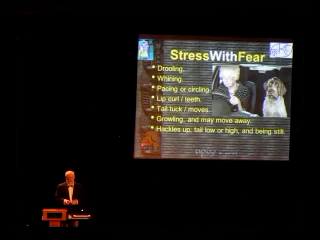 StressWithFear
• Drooling.
• Whining.
• Pacing or circling.
• Lip curl / teeth.
• Tail tuck / moves.
• Growling, and may move away.
• Hackles up, tail low or high, and being still.